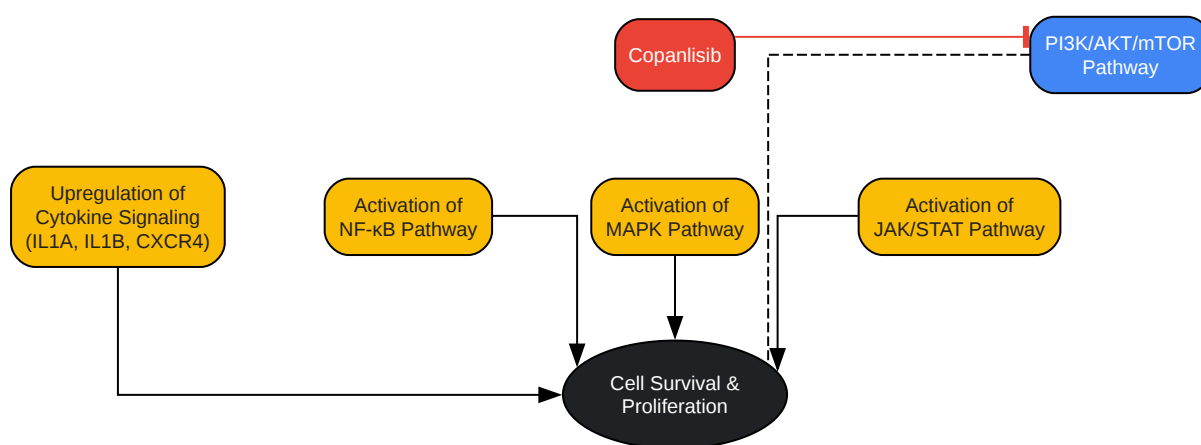 Copanlisib
PI3K/AKT/mTOR
Pathway
Upregulation of
Cytokine Signaling
(IL1A, IL1B, CXCR4)
Activation of
NF-κB Pathway
Activation of
MAPK Pathway
Activation of
JAK/STAT Pathway
Cell Survival &
Proliferation